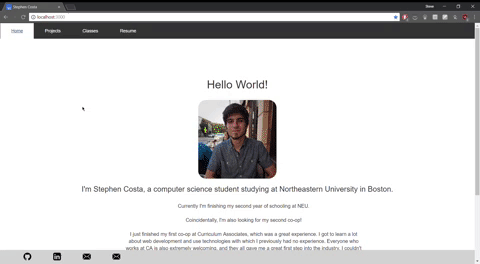 Stephen Costa
Steve
localhost:3000
Home Projects Classes Resume
Hello World!
I'm Stephen Costa, a computer science student studying at Northeastern University in Boston.
Currently I'm finishing my second year of schooling at NEU.
Coincidentally, I'm also looking for my second co-op!
I just finished my first co-op at Curriculum Associates, which was a great experience. I got to learn a lot
about web development and use technologies with which I previously had no experience. Everyone who
works at CA is also extremely welcoming, and they all gave me a great first step into the industry. I couldn't